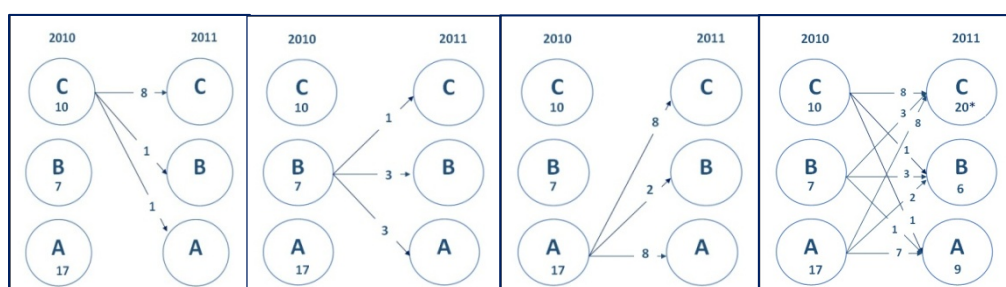 2010 2011
C 10 8 C
1
B 7 B
1
A 17 A
2010 2011
C 10 C
1
B 7 3 B
3
A 17 A
2010 2011
C 10 C
8
B 7 B
2
A 17 8 A
2010 2011
C 10 8 C 20*
3 8
1
B 7 3 B 6
2
1 1
A 17 7 A 9